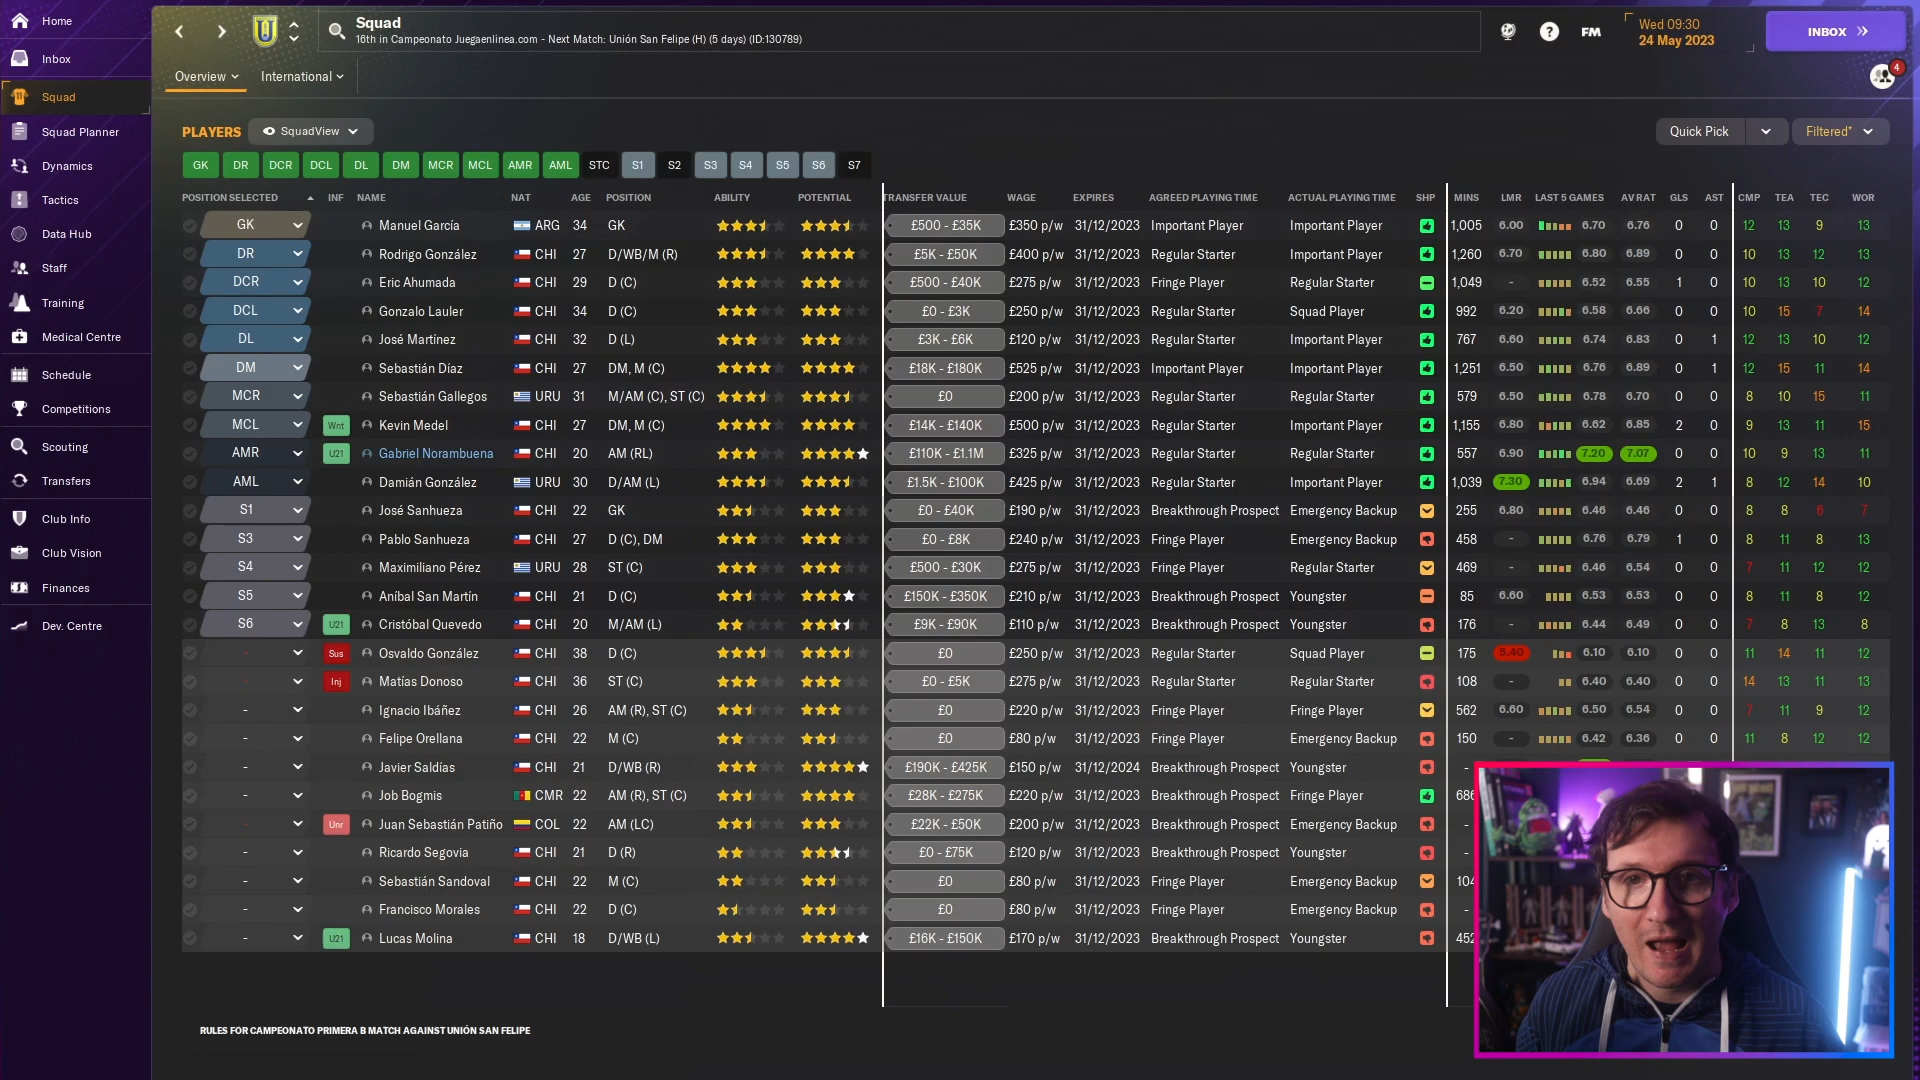 Home
Inbox
Squad
Squad Planner
Dynamics
Tactics
Data Hub
Staff
Training
Medical Centre
Schedule
Competitions
Scouting
Transfers
Club Info
Club Vision
Finances
Dev. Centre
Squad
16th in Campeonato Juegaenlinea.com - Next Match: Unión San Felipe (H) (5 days) (ID:130789)
? FM
Wed 09:30
24 May 2023
INBOX
4
Overview International
PLAYERS SquadView Quick Pick Filtered*
GK DR DCR DCL DL DM MCR MCL AMR AML STC S1 S2 S3 S4 S5 S6 S7
POSITION SELECTED INF NAME NAT AGE POSITION ABILITY POTENTIAL TRANSFER VALUE WAGE EXPIRES AGREED PLAYING TIME ACTUAL PLAYING TIME SHP MINS LMR LAST 5 GAMES AV RAT GLS AST CMP TEA TEC WOR
GK Manuel García ARG 34 GK £500 - £35K £350 p/w 31/12/2023 Important Player Important Player 1,005 6.00 6.70 6.76 0 0 12 13 9 13
DR Rodrigo González CHI 27 D/WB/M (R) £5K - £50K £400 p/w 31/12/2023 Regular Starter Important Player 1,260 6.70 6.80 6.89 0 0 10 13 12 13
DCR Eric Ahumada CHI 29 D (C) £500 - £40K £275 p/w 31/12/2023 Fringe Player Regular Starter 1,049 - 6.52 6.55 1 0 10 13 10 12
DCL Gonzalo Lauler CHI 34 D (C) £0 - £3K £250 p/w 31/12/2023 Regular Starter Squad Player 992 6.20 6.58 6.66 0 0 10 15 7 14
DL José Martínez CHI 32 D (L) £3K - £6K £120 p/w 31/12/2023 Regular Starter Important Player 767 6.60 6.74 6.83 0 1 12 13 10 12
DM Sebastián Díaz CHI 27 DM, M (C) £18K - £180K £525 p/w 31/12/2023 Important Player Important Player 1,251 6.50 6.76 6.89 0 1 12 15 11 14
MCR Sebastián Gallegos URU 31 M/AM (C), ST (C) £0 £200 p/w 31/12/2023 Regular Starter Regular Starter 579 6.50 6.78 6.70 0 0 8 10 15 11
MCL Wnt Kevin Medel CHI 27 DM, M (C) £14K - £140K £500 p/w 31/12/2023 Regular Starter Important Player 1,155 6.80 6.62 6.85 2 0 9 13 11 15
AMR U21 Gabriel Norambuena CHI 20 AM (RL) £110K - £1.1M £325 p/w 31/12/2023 Regular Starter Regular Starter 557 6.90 7.20 7.07 0 0 10 9 13 11
AML Damián González URU 30 D/AM (L) £1.5K - £100K £425 p/w 31/12/2023 Regular Starter Important Player 1,039 7.30 6.94 6.69 2 1 8 12 14 10
S1 José Sanhueza CHI 22 GK £0 - £40K £190 p/w 31/12/2023 Breakthrough Prospect Emergency Backup 255 6.80 6.46 6.46 0 0 8 8 6 7
S3 Pablo Sanhueza CHI 27 D (C), DM £0 - £8K £240 p/w 31/12/2023 Fringe Player Emergency Backup 458 - 6.76 6.79 1 0 8 11 8 13
S4 Maximiliano Pérez URU 28 ST (C) £500 - £30K £275 p/w 31/12/2023 Fringe Player Regular Starter 469 - 6.46 6.54 0 0 7 11 12 12
S5 Aníbal San Martín CHI 21 D (C) £150K - £350K £210 p/w 31/12/2023 Breakthrough Prospect Youngster 85 6.60 6.53 6.53 0 0 8 11 8 12
S6 U21 Cristóbal Quevedo CHI 20 M/AM (L) £9K - £90K £110 p/w 31/12/2023 Breakthrough Prospect Youngster 176 - 6.44 6.49 0 0 7 8 13 8
- Sus Osvaldo González CHI 38 D (C) £0 £250 p/w 31/12/2023 Regular Starter Squad Player 175 5.40 6.10 6.10 0 0 11 14 11 12
- Inj Matías Donoso CHI 36 ST (C) £0 - £5K £275 p/w 31/12/2023 Regular Starter Regular Starter 108 - 6.40 6.40 0 0 14 13 11 13
- Ignacio Ibáñez CHI 26 AM (R), ST (C) £0 £220 p/w 31/12/2023 Fringe Player Fringe Player 562 6.60 6.50 6.54 0 0 7 11 9 12
- Felipe Orellana CHI 22 M (C) £0 £80 p/w 31/12/2023 Fringe Player Emergency Backup 150 - 6.42 6.36 0 0 11 8 12 12
- Javier Saldías CHI 21 D/WB (R) £190K - £425K £150 p/w 31/12/2024 Breakthrough Prospect Youngster -
- Job Bogmis CMR 22 AM (R), ST (C) £28K - £275K £220 p/w 31/12/2023 Breakthrough Prospect Fringe Player 686
- Unr Juan Sebastián Patiño COL 22 AM (LC) £22K - £50K £200 p/w 31/12/2023 Breakthrough Prospect Emergency Backup -
- Ricardo Segovia CHI 21 D (R) £0 - £75K £120 p/w 31/12/2023 Breakthrough Prospect Youngster -
- Sebastián Sandoval CHI 22 M (C) £0 £80 p/w 31/12/2023 Fringe Player Emergency Backup 104
- Francisco Morales CHI 22 D (C) £0 £80 p/w 31/12/2023 Fringe Player Emergency Backup -
- U21 Lucas Molina CHI 18 D/WB (L) £16K - £150K £170 p/w 31/12/2023 Breakthrough Prospect Youngster 452
RULES FOR CAMPEONATO PRIMERA B MATCH AGAINST UNIÓN SAN FELIPE